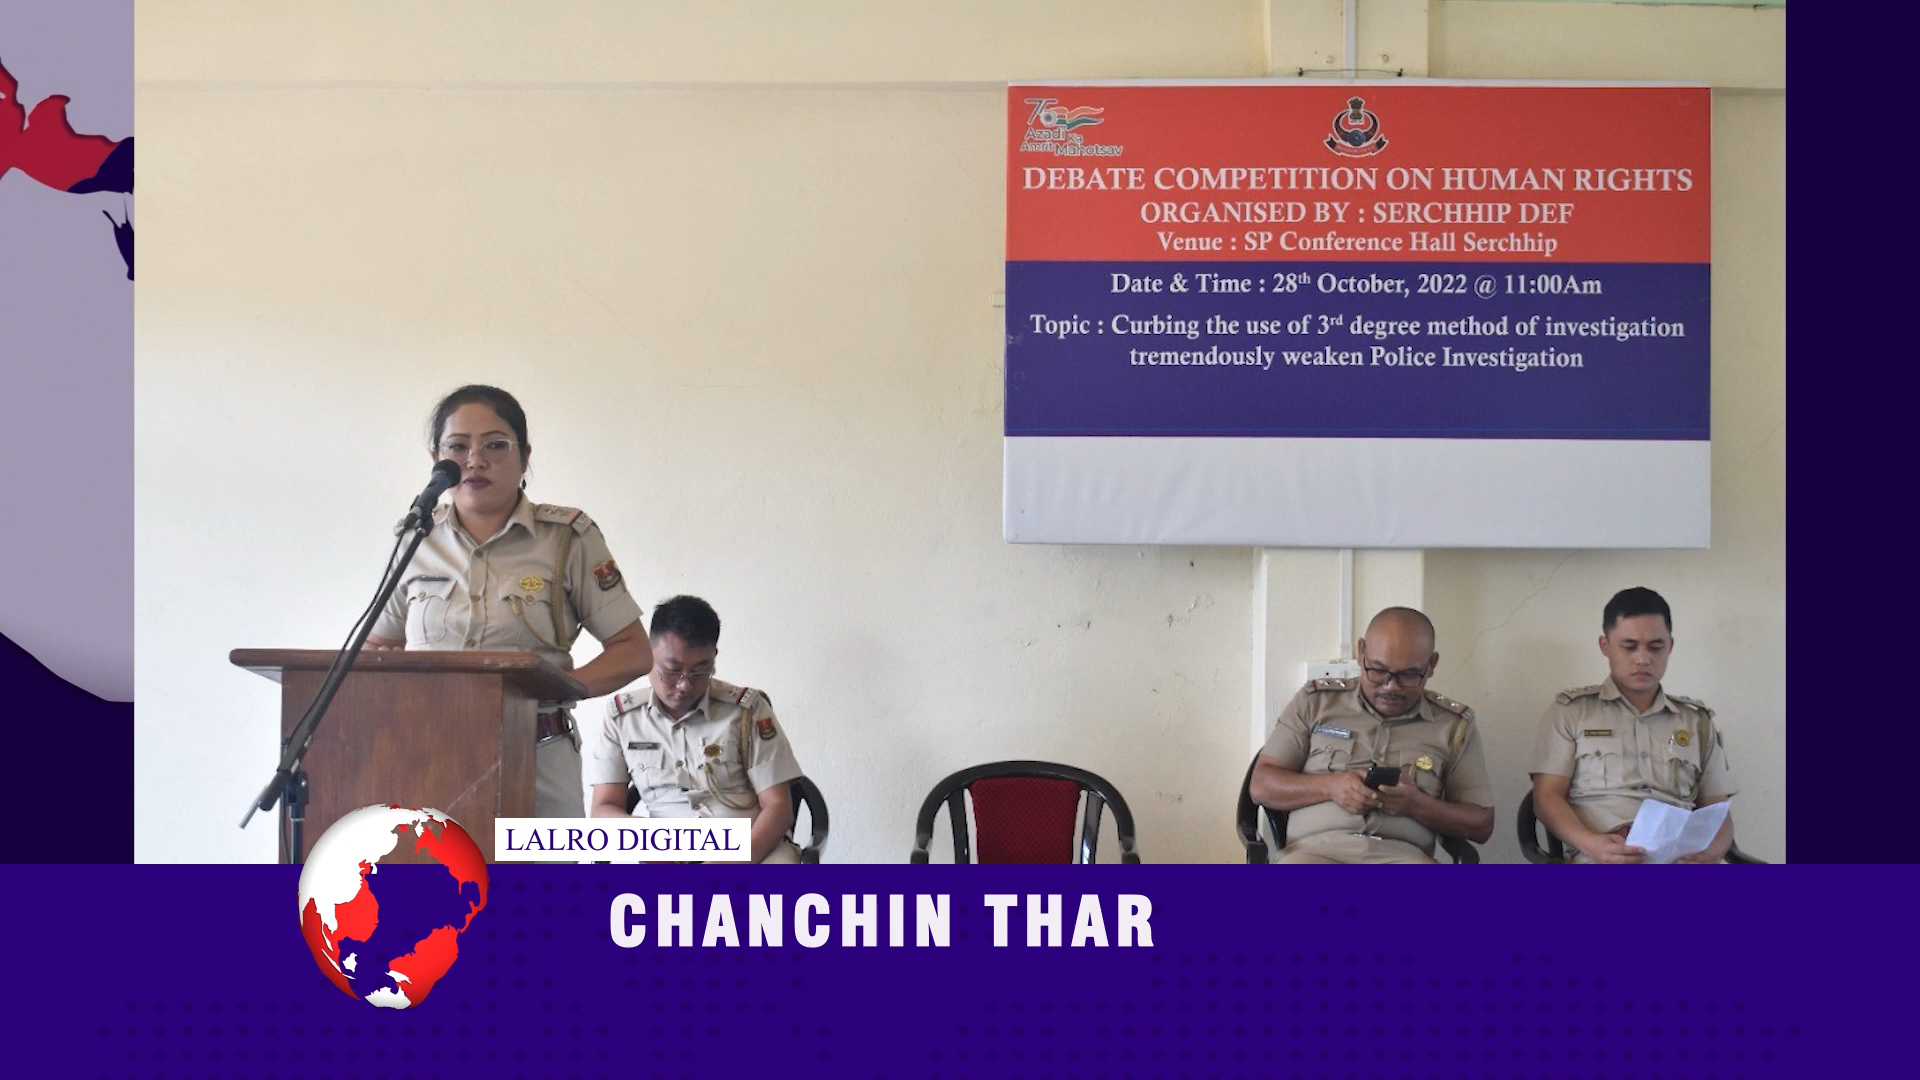 75
Azadi Ka
Amrit Mahotsav
DEBATE COMPETITION ON HUMAN RIGHTS
ORGANISED BY : SERCHHIP DEF
Venue : SP Conference Hall Serchhip
Date & Time : 28th October, 2022 @ 11:00Am
Topic : Curbing the use of 3rd degree method of investigation
tremendously weaken Police Investigation
LALRO DIGITAL
CHANCHIN THAR